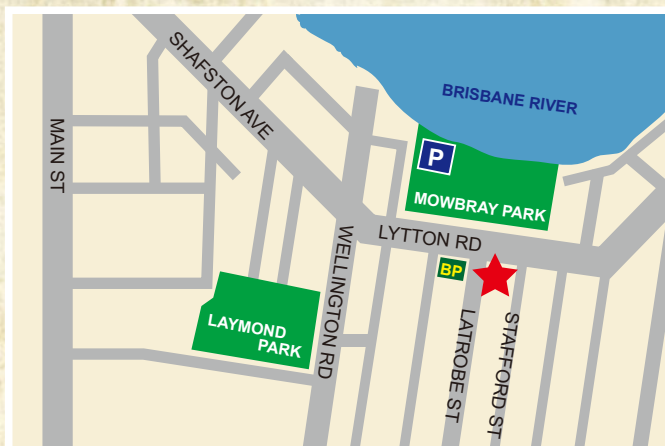 SHAFSTON AVE
BRISBANE RIVER
MAIN ST
P
MOWBRAY PARK
LYTTON RD
WELLINGTON RD
BP
LAYMOND
PARK
LATROBE ST
STAFFORD ST